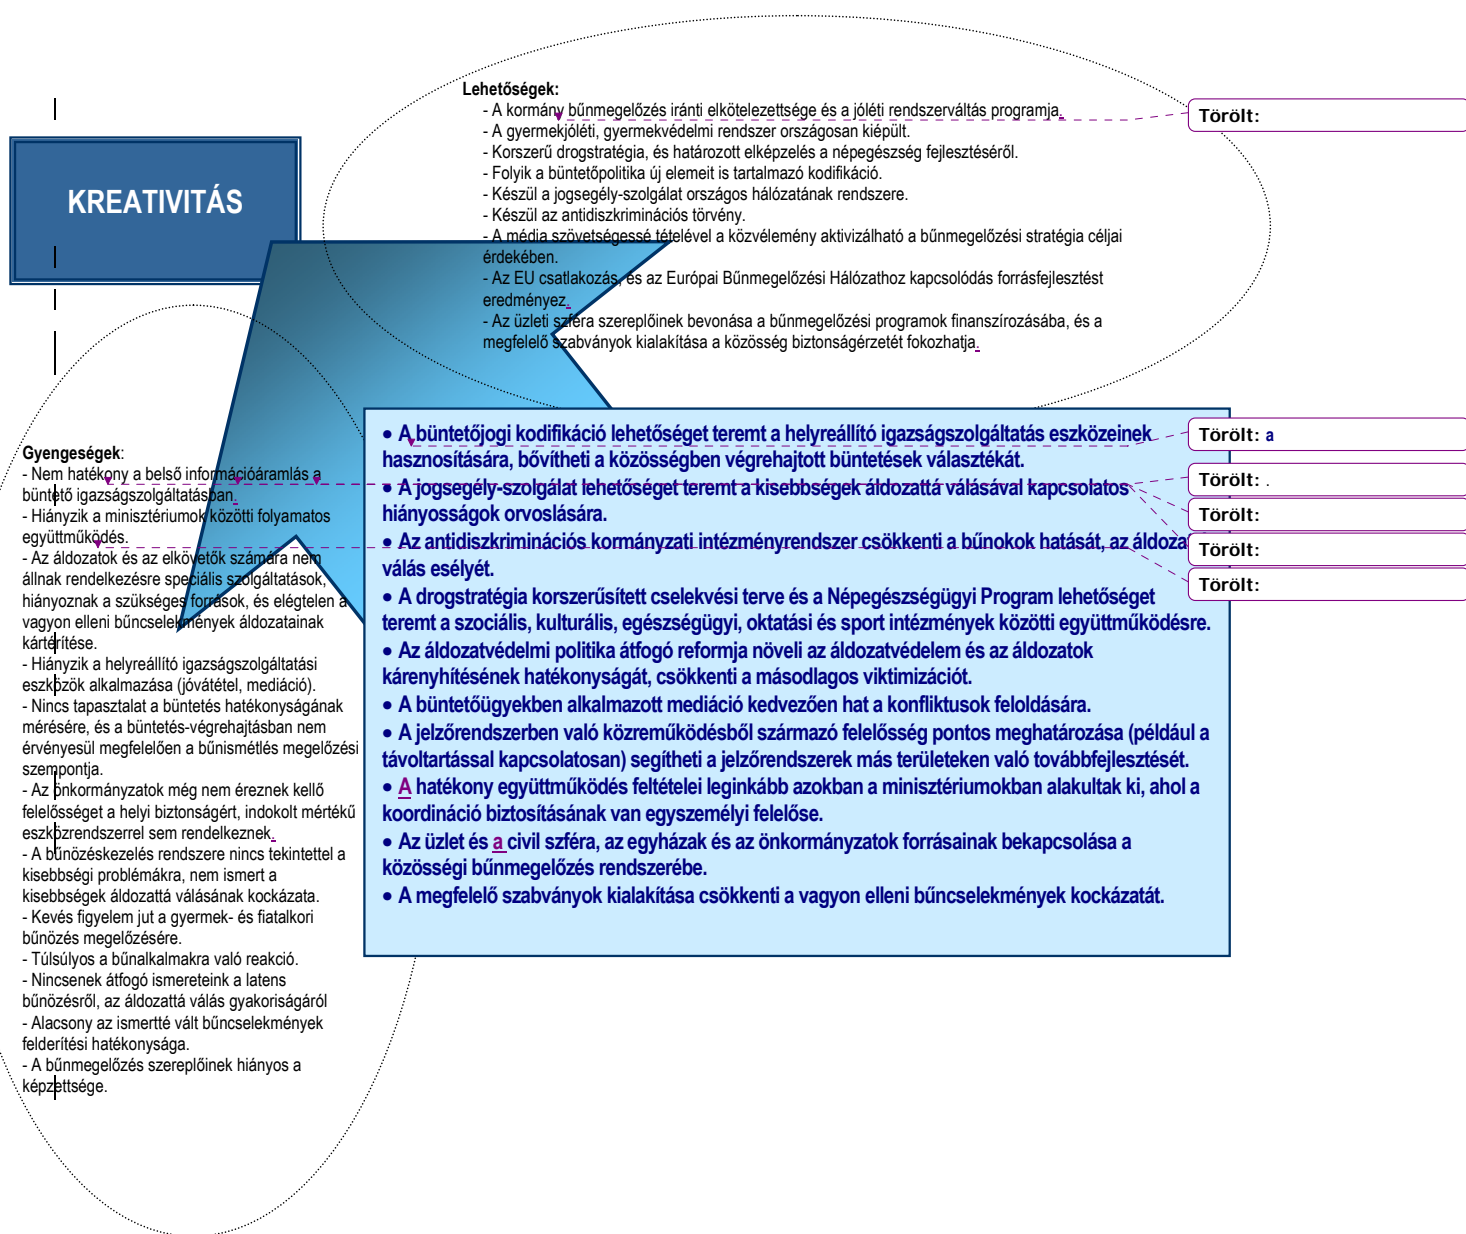 Lehetőségek:
- A kormány bűnmegelőzés iránti elkötelezettsége és a jóléti rendszerváltás programja.
- A gyermekjóléti, gyermekvédelmi rendszer országosan kiépült.
- Korszerű drogstratégia, és határozott elképzelés a népegészség fejlesztéséről.
- Folyik a büntetőpolitika új elemeit is tartalmazó kodifikáció.
- Készül a jogsegély-szolgálat országos hálózatának rendszere.
- Készül az antidiszkriminációs törvény.
- A média szövetségessé tételével a közvélemény aktivizálható a bűnmegelőzési stratégia céljai
érdekében.
- Az EU csatlakozás, és az Európai Bűnmegelőzési Hálózathoz kapcsolódás forrásfejlesztést
eredményez.
- Az üzleti szféra szereplőinek bevonása a bűnmegelőzési programok finanszírozásába, és a
megfelelő szabványok kialakítása a közösség biztonságérzetét fokozhatja.
Törölt:
KREATIVITÁS
Gyengeségek:
- Nem hatékony a belső információáramlás a
büntető igazságszolgáltatásban.
- Hiányzik a minisztériumok közötti folyamatos
együttműködés.
- Az áldozatok és az elkövetők számára nem
állnak rendelkezésre speciális szolgáltatások,
hiányoznak a szükséges források, és elégtelen a
vagyon elleni bűncselekmények áldozatainak
kártérítése.
- Hiányzik a helyreállító igazságszolgáltatási
eszközök alkalmazása (jóvátétel, mediáció).
- Nincs tapasztalat a büntetés hatékonyságának
mérésére, és a büntetés-végrehajtásban nem
érvényesül megfelelően a bűnismétlés megelőzési
szempontja.
- Az önkormányzatok még nem éreznek kellő
felelősséget a helyi biztonságért, indokolt mértékű
eszközrendszerrel sem rendelkeznek.
- A bűnözéskezelés rendszere nincs tekintettel a
kisebbségi problémákra, nem ismert a
kisebbségek áldozattá válásának kockázata.
- Kevés figyelem jut a gyermek- és fiatalkori
bűnözés megelőzésére.
- Túlsúlyos a bűnalkalmakra való reakció.
- Nincsenek átfogó ismereteink a latens
bűnözésről, az áldozattá válás gyakoriságáról
- Alacsony az ismertté vált bűncselekmények
felderítési hatékonysága.
- A bűnmegelőzés szereplőinek hiányos a
képzettsége.
• A büntetőjogi kodifikáció lehetőséget teremt a helyreállító igazságszolgáltatás eszközeinek
hasznosítására, bővítheti a közösségben végrehajtott büntetések választékát.
• A jogsegély-szolgálat lehetőséget teremt a kisebbségek áldozattá válásával kapcsolatos
hiányosságok orvoslására.
• Az antidiszkriminációs kormányzati intézményrendszer csökkenti a bűnokok hatását, az áldoza
válás esélyét.
• A drogstratégia korszerűsített cselekvési terve és a Népegészségügyi Program lehetőséget
teremt a szociális, kulturális, egészségügyi, oktatási és sport intézmények közötti együttműködésre.
• Az áldozatvédelmi politika átfogó reformja növeli az áldozatvédelem és az áldozatok
kárenyhítésének hatékonyságát, csökkenti a másodlagos viktimizációt.
• A büntetőügyekben alkalmazott mediáció kedvezően hat a konfliktusok feloldására.
• A jelzőrendszerben való közreműködésből származó felelősség pontos meghatározása (például a
távoltartással kapcsolatosan) segítheti a jelzőrendszerek más területeken való továbbfejlesztését.
• A hatékony együttműködés feltételei leginkább azokban a minisztériumokban alakultak ki, ahol a
koordináció biztosításának van egyszemélyi felelőse.
• Az üzlet és a civil szféra, az egyházak és az önkormányzatok forrásainak bekapcsolása a
közösségi bűnmegelőzés rendszerébe.
• A megfelelő szabványok kialakítása csökkenti a vagyon elleni bűncselekmények kockázatát.
Törölt: a
Törölt: .
Törölt:
Törölt:
Törölt: